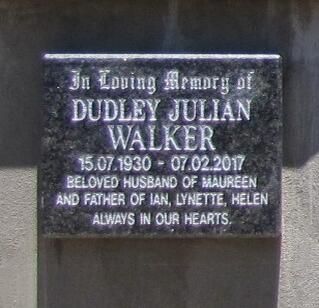 In Loving Memory of
DUDLEY JULIAN
WALKER
15.07.1930 - 07.02.2017
BELOVED HUSBAND OF MAUREEN
AND FATHER OF IAN, LYNETTE, HELEN
ALWAYS IN OUR HEARTS.